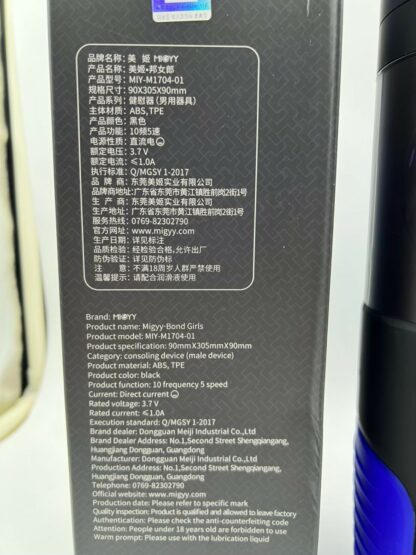 品牌名称: 美 姬 MIGYY
产品名称: 美姬·邦女郎
产品型号: MIY-M1704-01
规格尺寸: 90X305X90mm
产品系列: 健慰器 (男用器具)
主体材质: ABS,TPE
产品颜色: 黑色
产品功能: 10频5速
电源性质: 直流电
额定电压: 3.7 V
额定电流: ≤1.0A
执行标准: Q/MGSY 1-2017
品 牌 商: 东莞美姬实业有限公司
品牌商地址: 广东省东莞市黄江镇胜前岗2街1号
生 产 商: 东莞美姬实业有限公司
生产地址: 广东省东莞市黄江镇胜前岗2街1号
服务热线: 0769-82302790
官方网址: www.migyy.com
生产日期: 详见标注
品质检验: 经检验合格,允许出厂
防伪验证: 详见防伪标
注 意: 不满18周岁人群严禁使用
温馨提示: 请配合润滑液使用
Brand: MIGYY
Product name: Migyy-Bond Girls
Product model: MIY-M1704-01
Product specification: 90mmX305mmX90mm
Category: consoling device (male device)
Product material: ABS, TPE
Product color: black
Product function: 10 frequency 5 speed
Current: Direct current
Rated voltage: 3.7 V
Rated current: ≤1.0A
Execution standard: Q/MGSY 1-2017
Brand dealer: Dongguan Meiji Industrial Co.,Ltd
Brand Dealer Address: No.1,Second Street Shengqiangang,
Huangjiang Dongguan, Guangdong
Manufacturer: Dongguan Meiji Industrial Co.,Ltd
Production Address: No.1,Second Street Shengqiangang,
Huangjiang Dongguan, Guangdong
Telephone: 0769-82302790
Official website: www.migyy.com
Production date: Please refer to specific mark
Quality inspection: Product is qualified and allowed to leave factory
Authentication: Please check the anti-counterfeiting code
Attention: People under 18 years old are forbidden to use
Warm prompt: Please use with the lubrication liquid